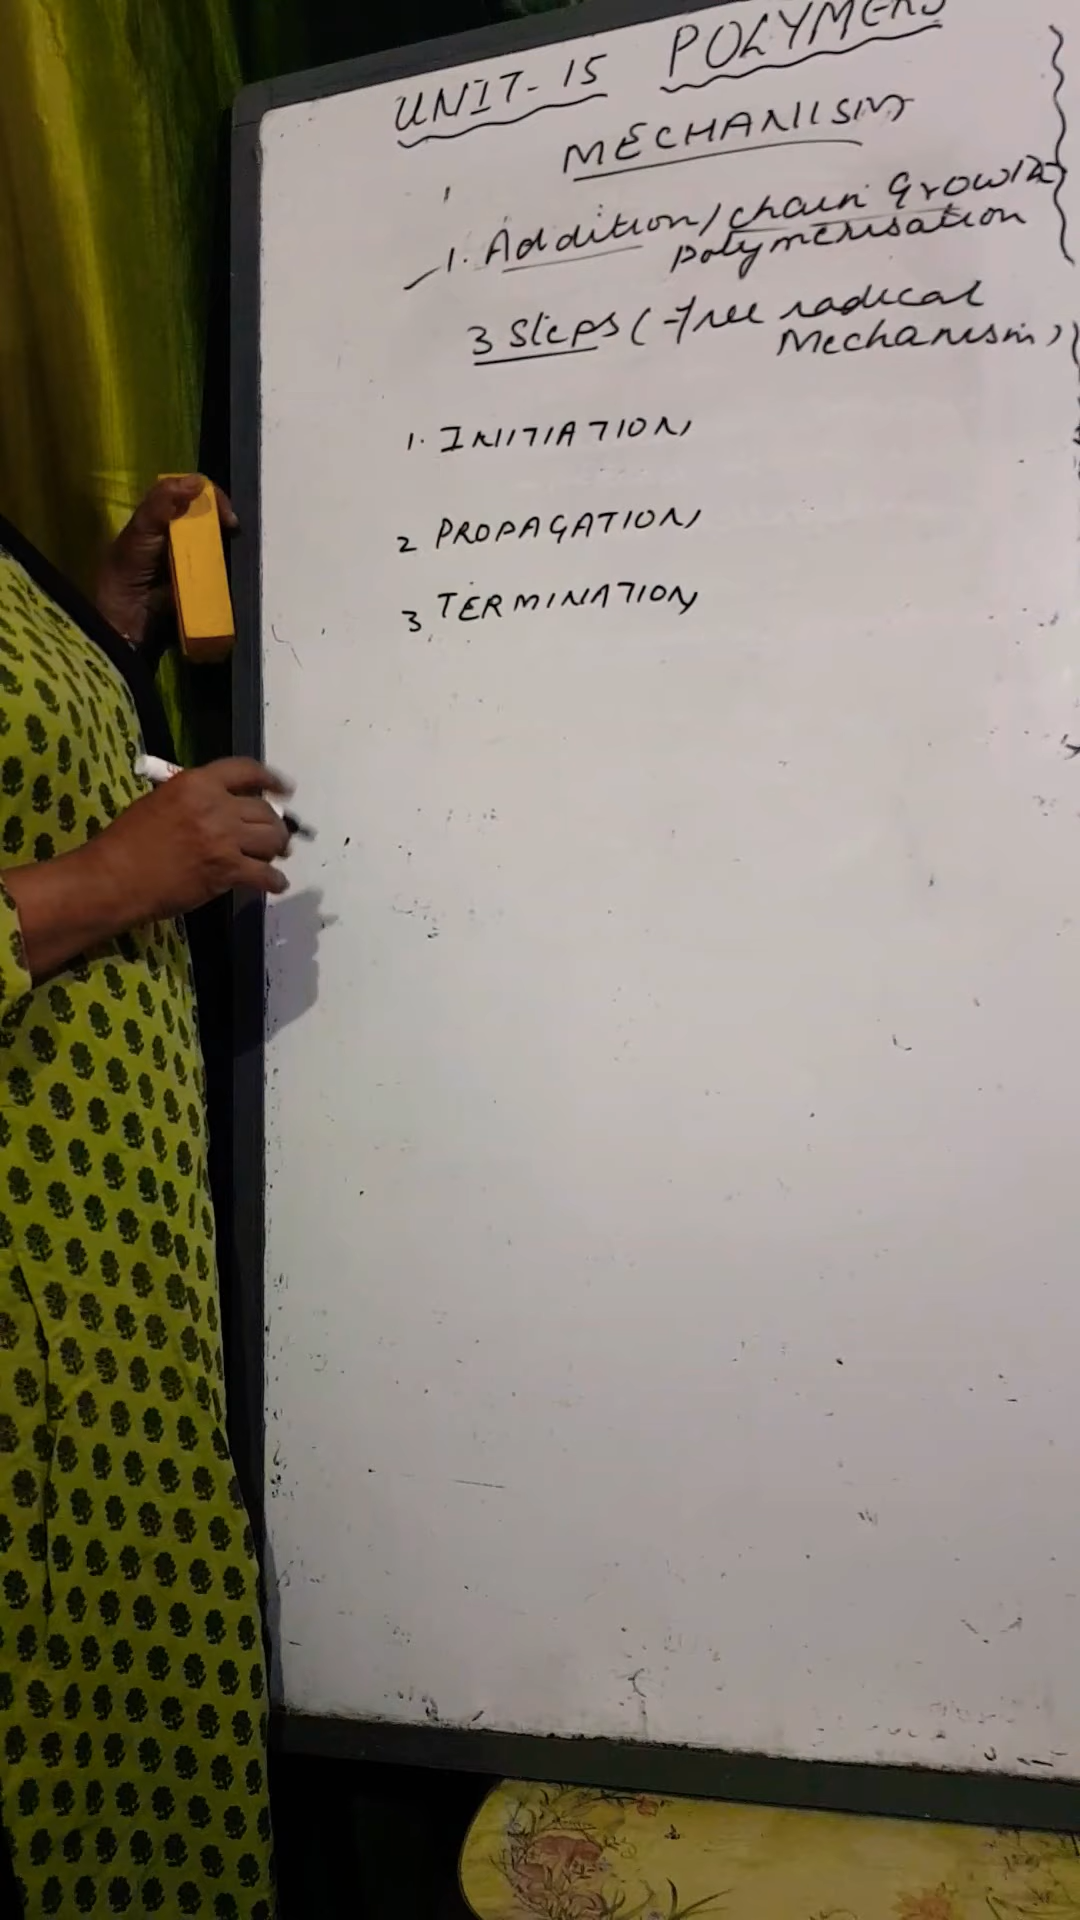 UNIT-15 POLYMERS
MECHANIISM
1. Addition/chain Growth
polymerisation
3 Steps (free radical
Mechanism)
1. INITIATION
2 PROPAGATION
3 TERMINATION